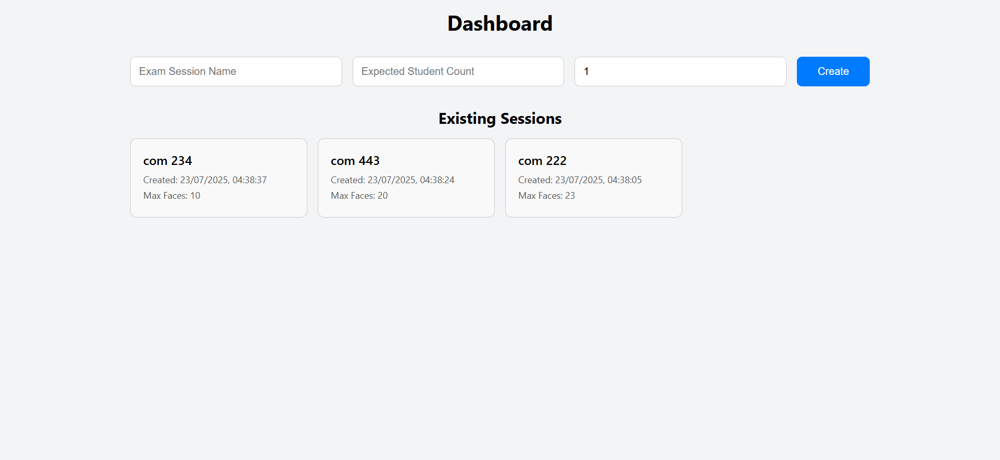 Dashboard
Exam Session Name
Expected Student Count
1
Create
Existing Sessions
com 234
Created: 23/07/2025, 04:38:37
Max Faces: 10
com 443
Created: 23/07/2025, 04:38:24
Max Faces: 20
com 222
Created: 23/07/2025, 04:38:05
Max Faces: 23